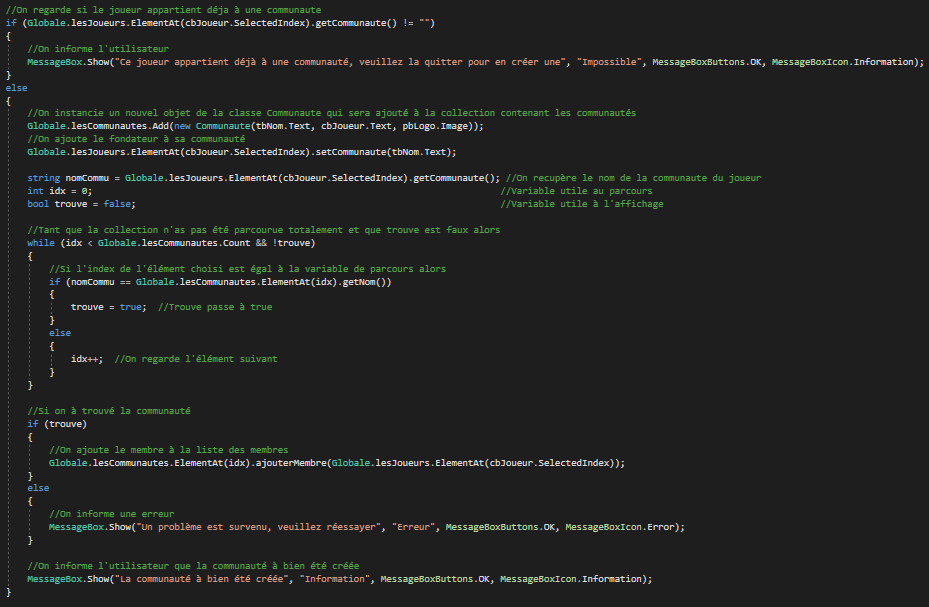 //On regarde si le joueur appartient déja à une communaute
if (Globale.lesJoueurs.ElementAt(cbJoueur.SelectedIndex).getCommunaute() != "")
{
//On informe l'utilisateur
MessageBox.Show("Ce joueur appartient déjà à une communauté, veuillez la quitter pour en créer une", "Impossible", MessageBoxButtons.OK, MessageBoxIcon.Information);
}
else
{
//On instancie un nouvel objet de la classe Communaute qui sera ajouté à la collection contenant les communautés
Globale.lesCommunautes.Add(new Communaute(tbNom.Text, cbJoueur.Text, pbLogo.Image));
//On ajoute le fondateur à sa communauté
Globale.lesJoueurs.ElementAt(cbJoueur.SelectedIndex).setCommunaute(tbNom.Text);
string nomCommu = Globale.lesJoueurs.ElementAt(cbJoueur.SelectedIndex).getCommunaute(); //On recupère le nom de la communaute du joueur
int idx = 0; //Variable utile au parcours
bool trouve = false; //Variable utile à l'affichage
//Tant que la collection n'as pas été parcourue totalement et que trouve est faux alors
while (idx < Globale.lesCommunautes.Count && !trouve)
{
//Si l'index de l'élément choisi est égal à la variable de parcours alors
if (nomCommu == Globale.lesCommunautes.ElementAt(idx).getNom())
{
trouve = true; //Trouve passe à true
}
else
{
idx++; //On regarde l'élément suivant
}
}
//Si on à trouvé la communauté
if (trouve)
{
//On ajoute le membre à la liste des membres
Globale.lesCommunautes.ElementAt(idx).ajouterMembre(Globale.lesJoueurs.ElementAt(cbJoueur.SelectedIndex));
}
else
{
//On informe une erreur
MessageBox.Show("Un problème est survenu, veuillez réessayer", "Erreur", MessageBoxButtons.OK, MessageBoxIcon.Error);
}
//On informe l'utilisateur que la communauté à bien été créée
MessageBox.Show("La communauté à bien été créée", "Information", MessageBoxButtons.OK, MessageBoxIcon.Information);
}